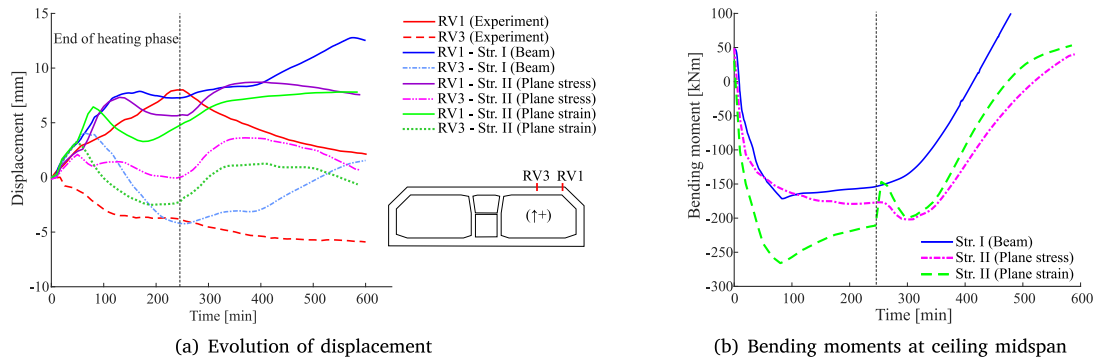 15
10
5
0
-5
10
Displacement [mm]
End of heating phase
0 100 200 300 400 500 600
Time [min]
RV1 (Experiment)
RV3 (Experiment)
RV1 - Str. I (Beam)
RV3 - Str. I (Beam)
RV1 - Str. II (Plane stress)
RV3 - Str. II (Plane stress)
RV1 - Str. II (Plane strain)
RV3 - Str. II (Plane strain)
RV3 RV1
(↑+)
(a) Evolution of displacement
100
50
0
-50
-100
-150
-200
-250
-300
Bending moment [kNm]
Str. I (Beam)
Str. II (Plane stress)
Str. II (Plane strain)
0 100 200 300 400 500 600
Time [min]
(b) Bending moments at ceiling midspan